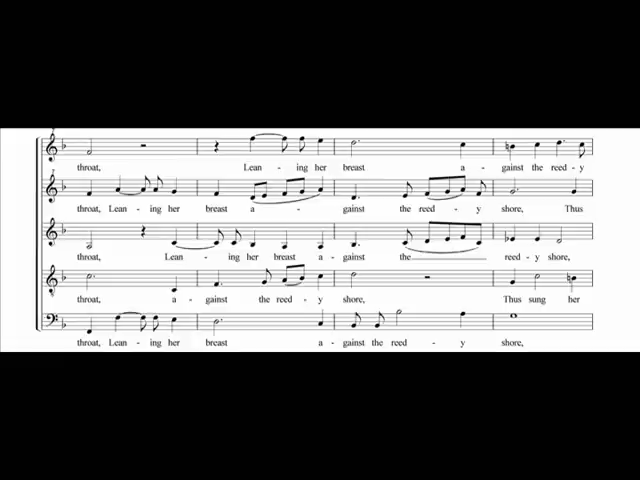 throat, Lean - ing her breast a - gainst the reed - y
throat, Lean - ing her breast a - gainst the reed - y shore, Thus
throat, Lean - ing her breast a - gainst the reed - y shore,
throat, a - gainst the reed - y shore, Thus sung her
throat, Lean - ing her breast a - gainst the reed - y shore,